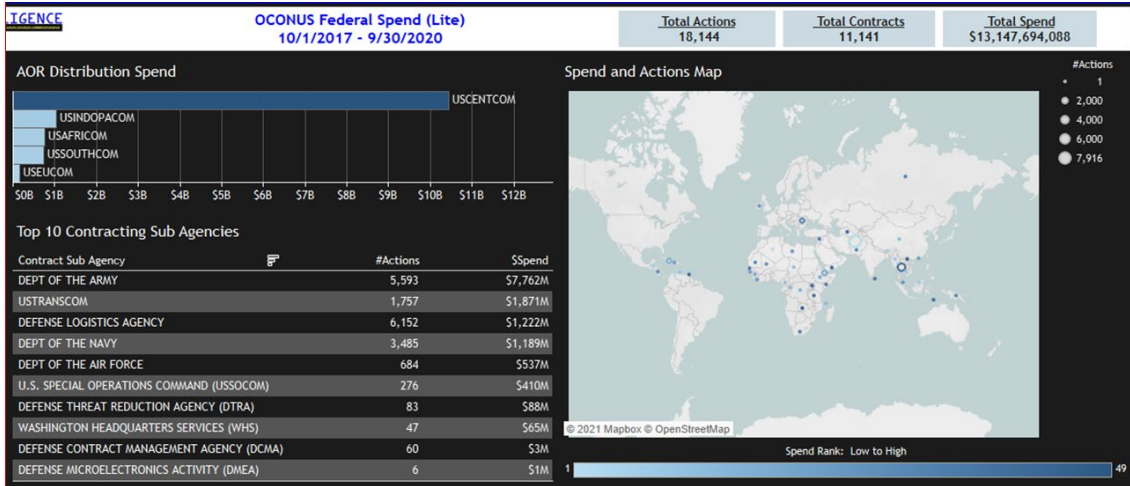 LIGENCE
OCONUS Federal Spend (Lite)
10/1/2017 - 9/30/2020
Total Actions
18,144
Total Contracts
11,141
Total Spend
$13,147,694,088
AOR Distribution Spend
USCENTCOM
USINDOPACOM
USAFRICOM
USSOUTHCOM
USEUCOM
$0B $1B $2B $3B $4B $5B $6B $7B $8B $9B $10B $11B $12B
Top 10 Contracting Sub Agencies
Contract Sub Agency #Actions $Spend
DEPT OF THE ARMY 5,593 $7,762M
USTRANSCOM 1,757 $1,871M
DEFENSE LOGISTICS AGENCY 6,152 $1,222M
DEPT OF THE NAVY 3,485 $1,189M
DEPT OF THE AIR FORCE 684 $537M
U.S. SPECIAL OPERATIONS COMMAND (USSOCOM) 276 $410M
DEFENSE THREAT REDUCTION AGENCY (DTRA) 83 $88M
WASHINGTON HEADQUARTERS SERVICES (WHS) 47 $65M
DEFENSE CONTRACT MANAGEMENT AGENCY (DCMA) 60 $3M
DEFENSE MICROELECTRONICS ACTIVITY (DMEA) 6 $1M
Spend and Actions Map
#Actions
1
2,000
4,000
6,000
7,916
© 2021 Mapbox © OpenStreetMap
Spend Rank: Low to High
1 49